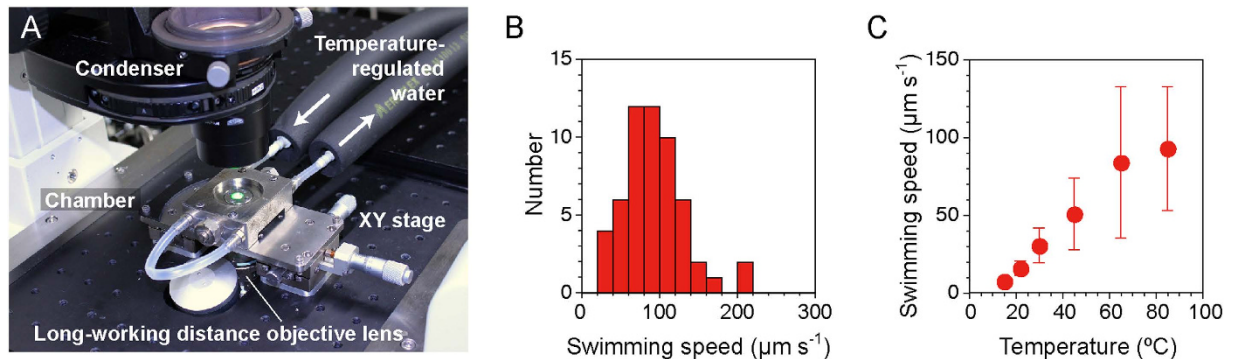 A
Condenser
Temperature-
regulated
water
Chamber
XY stage
Long-working distance objective lens
B
15
10
5
0
Number
0
100
200
300
Swimming speed (µm s⁻¹)
C
150
100
50
0
Swimming speed (µm s⁻¹)
0
20
40
60
80
100
Temperature (ºC)